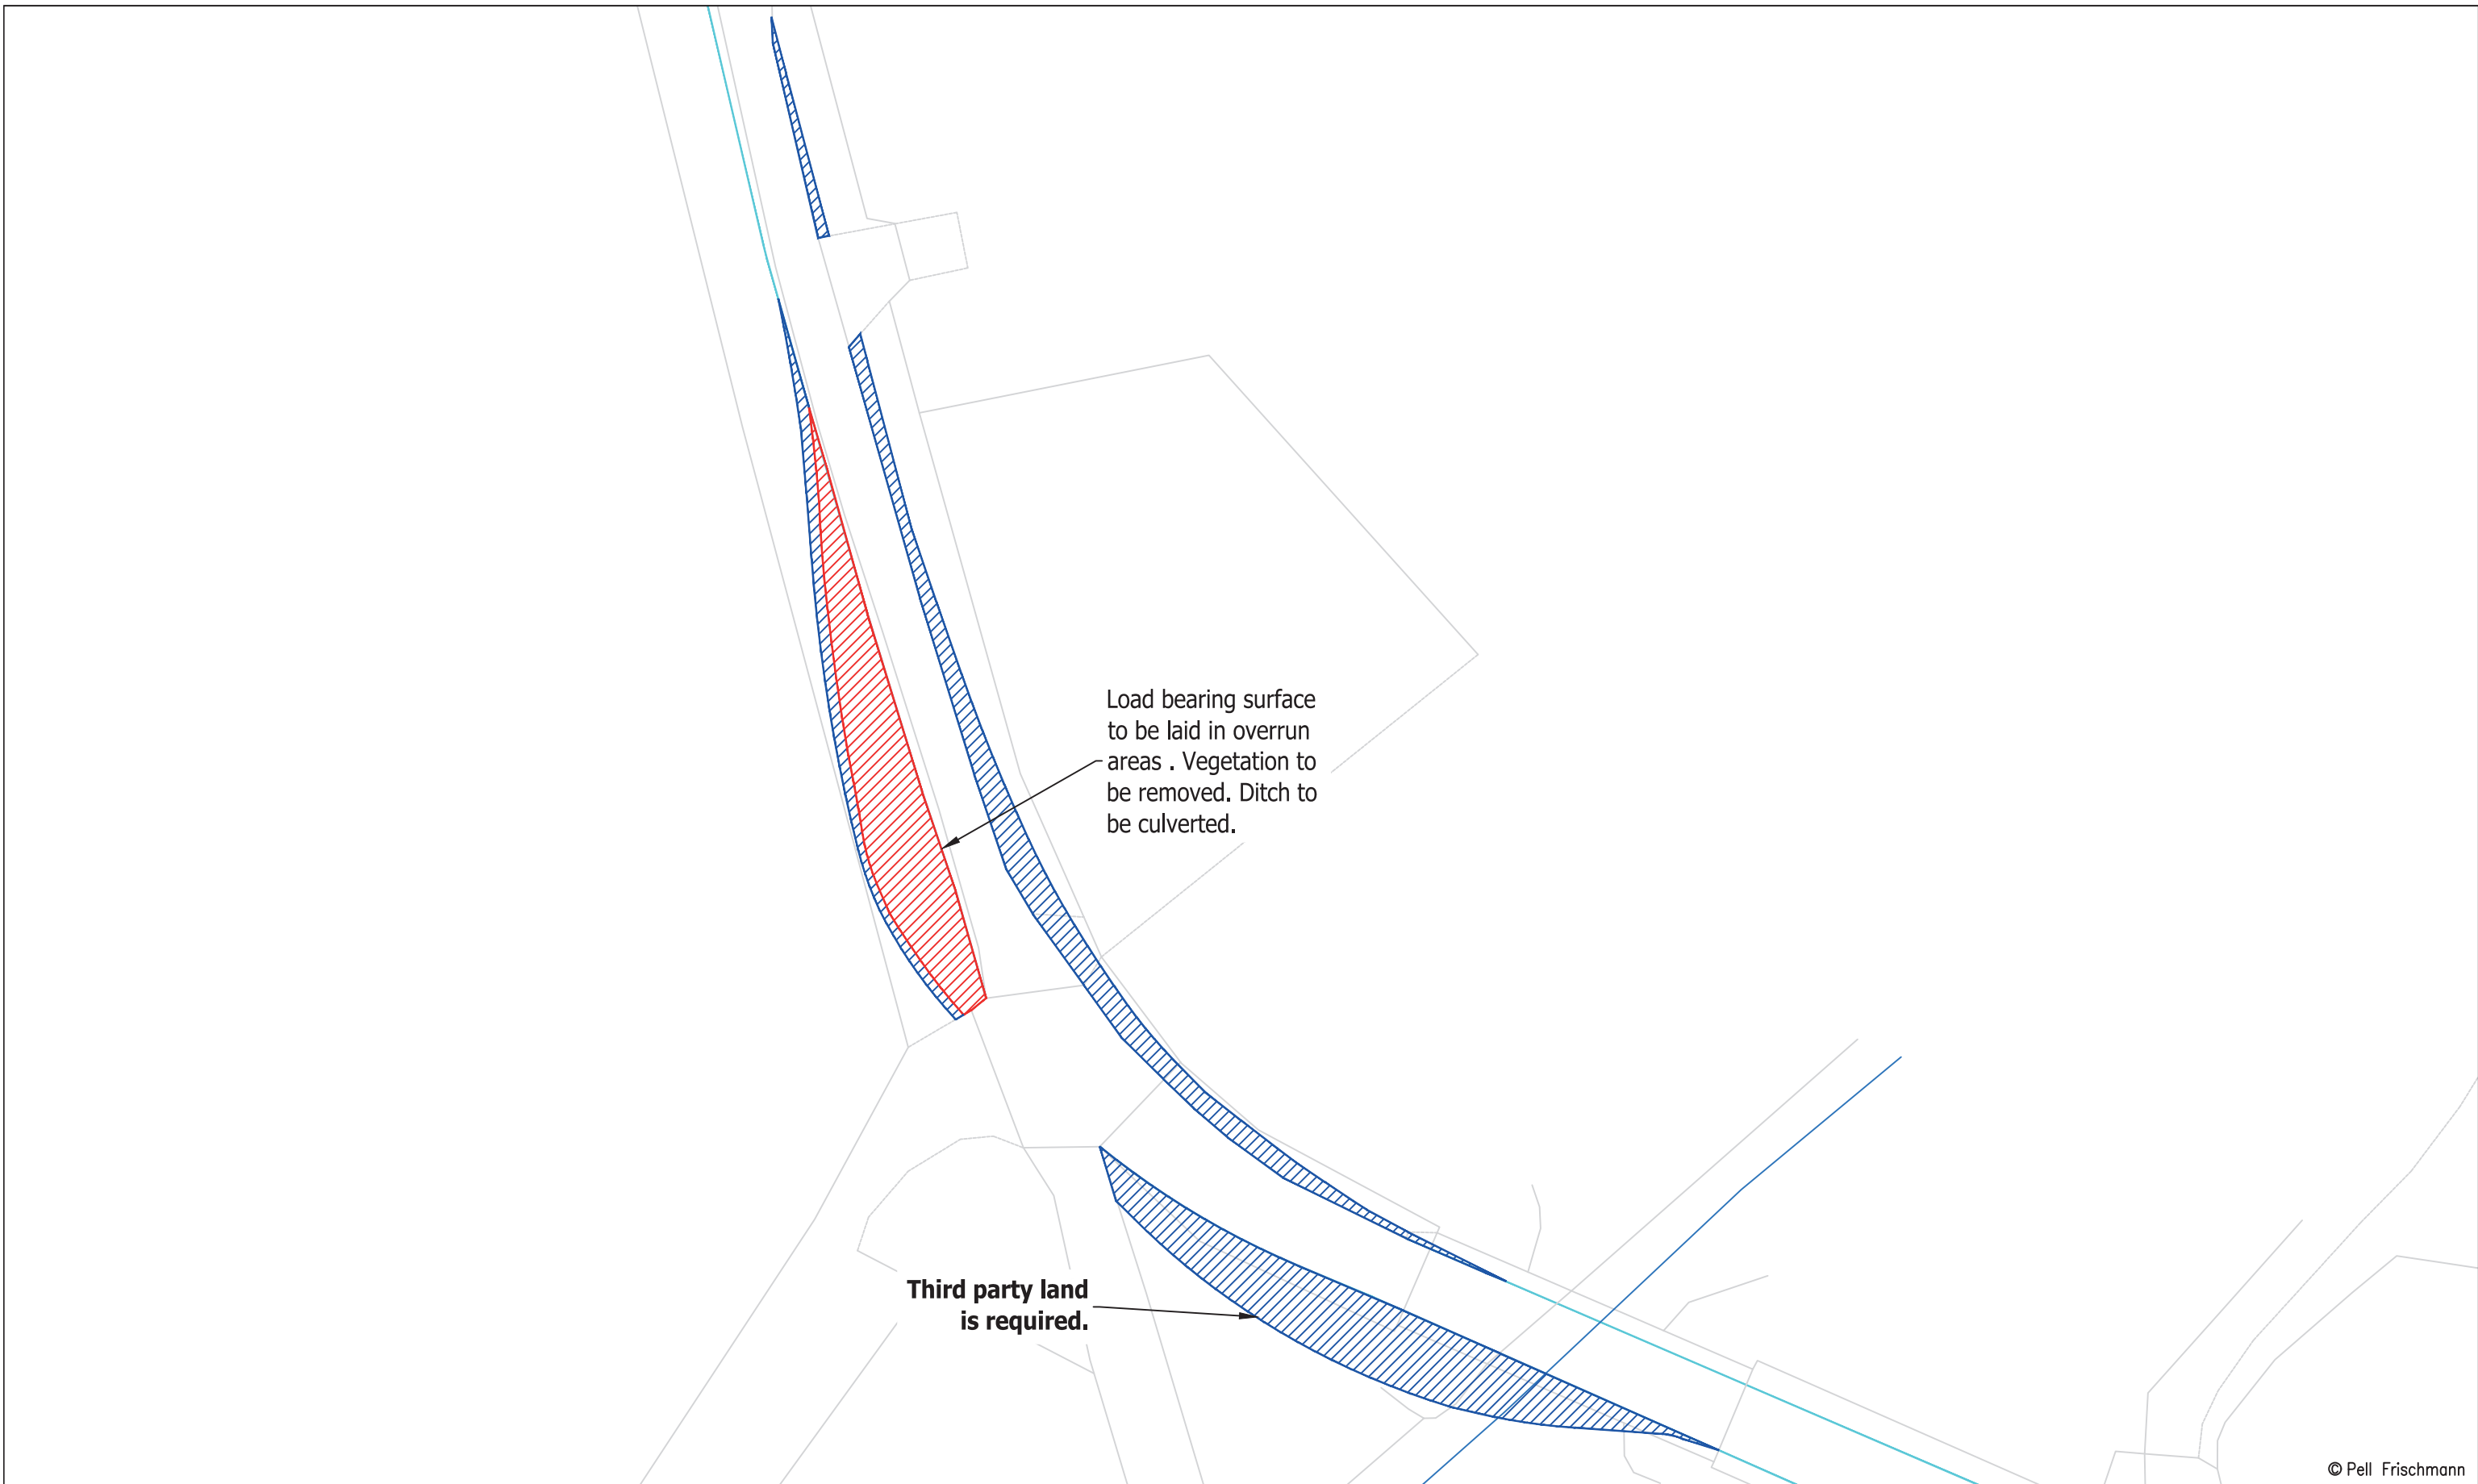 Load bearing surface
to be laid in overrun
areas . Vegetation to
be removed. Ditch to
be culverted.
Third party land
is required.
© Pell Frischmann